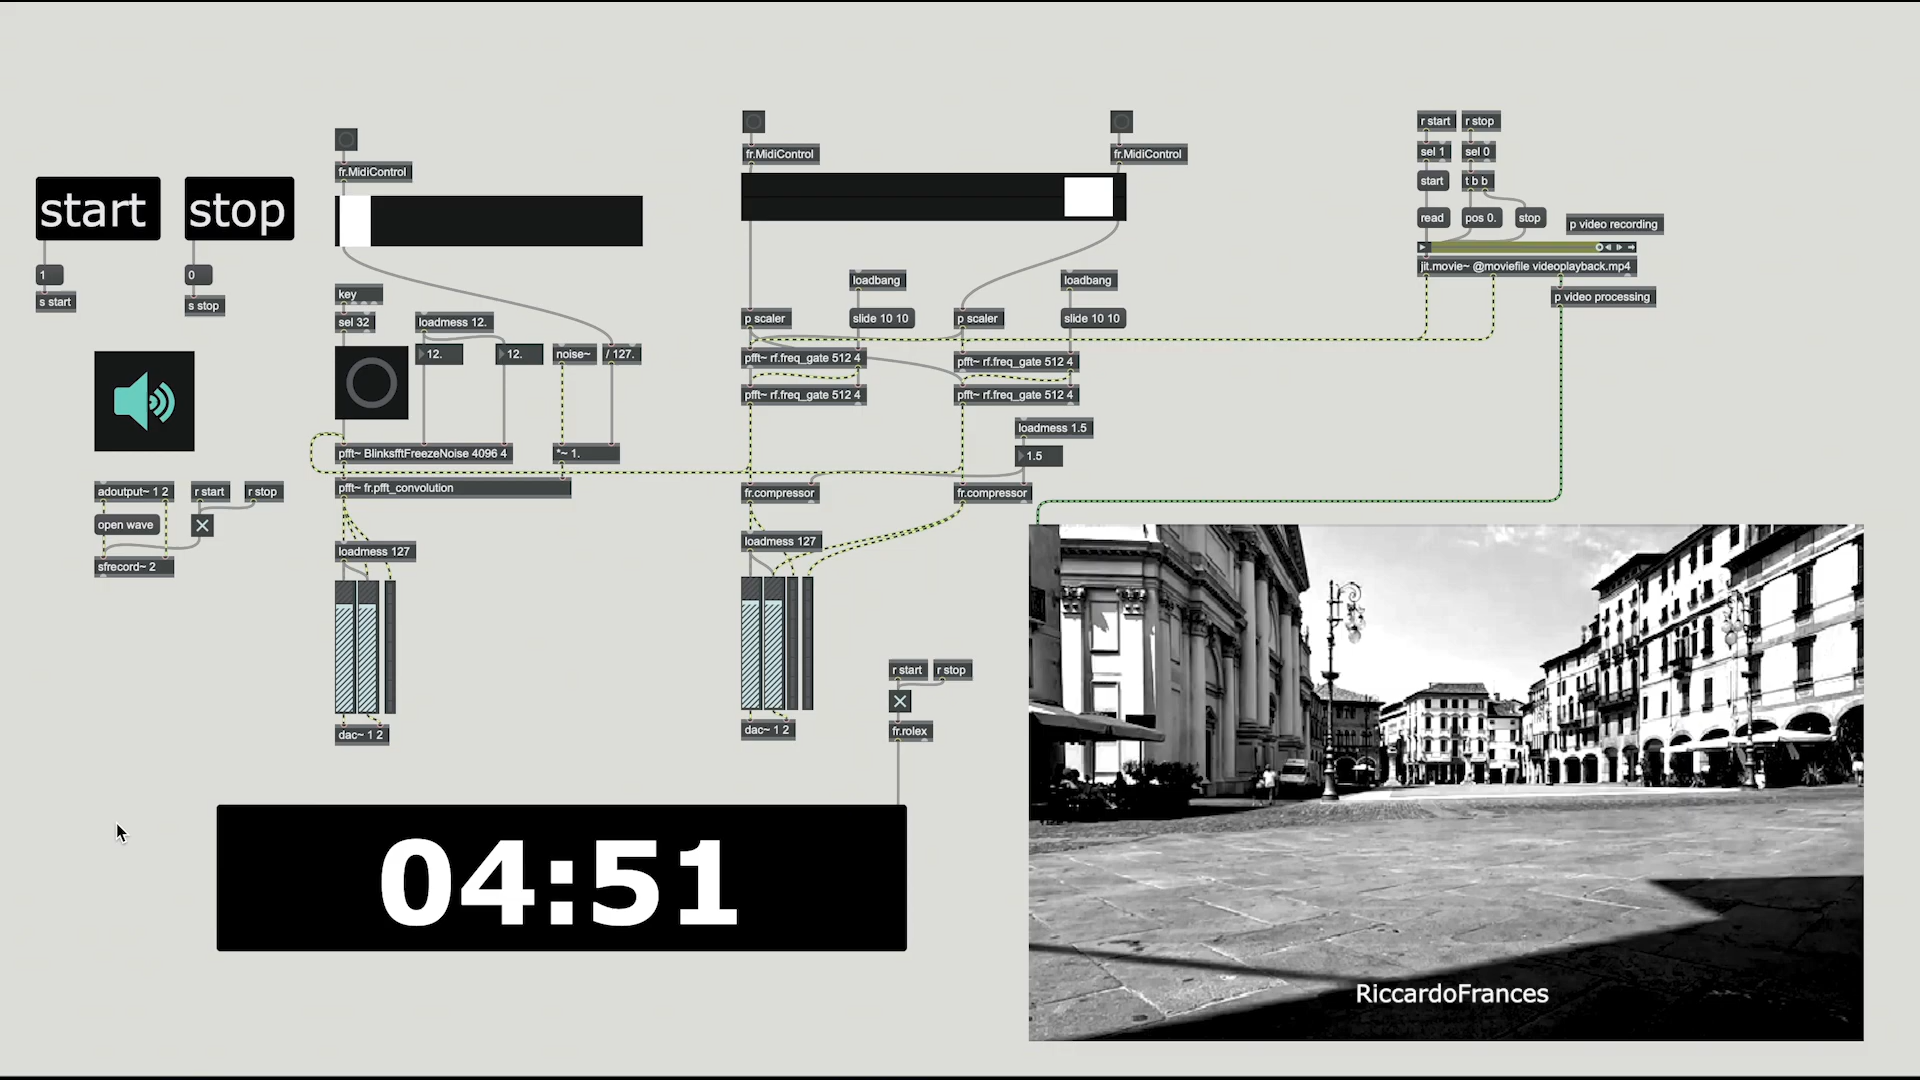 start
stop
1
s start
0
s stop
adoutput~ 1 2
r start
r stop
open wave
sfrecord~ 2
fr.MidiControl
key
sel 32
loadmess 12.
12.
12.
noise~
/ 127.
pfft~ BlinksfftFreezeNoise 4096 4
*~ 1.
pfft~ fr.pfft_convolution
loadmess 127
dac~ 1 2
fr.MidiControl
fr.MidiControl
loadbang
loadbang
p scaler
slide 10 10
p scaler
slide 10 10
pfft~ rf.freq_gate 512 4
pfft~ rf.freq_gate 512 4
pfft~ rf.freq_gate 512 4
pfft~ rf.freq_gate 512 4
loadmess 1.5
1.5
fr.compressor
fr.compressor
loadmess 127
dac~ 1 2
r start
r stop
fr.rolex
04:51
r start
r stop
sel 1
sel 0
start
t b b
read
pos 0.
stop
p video recording
jit.movie~ @moviefile videoplayback.mp4
p video processing
RiccardoFrances